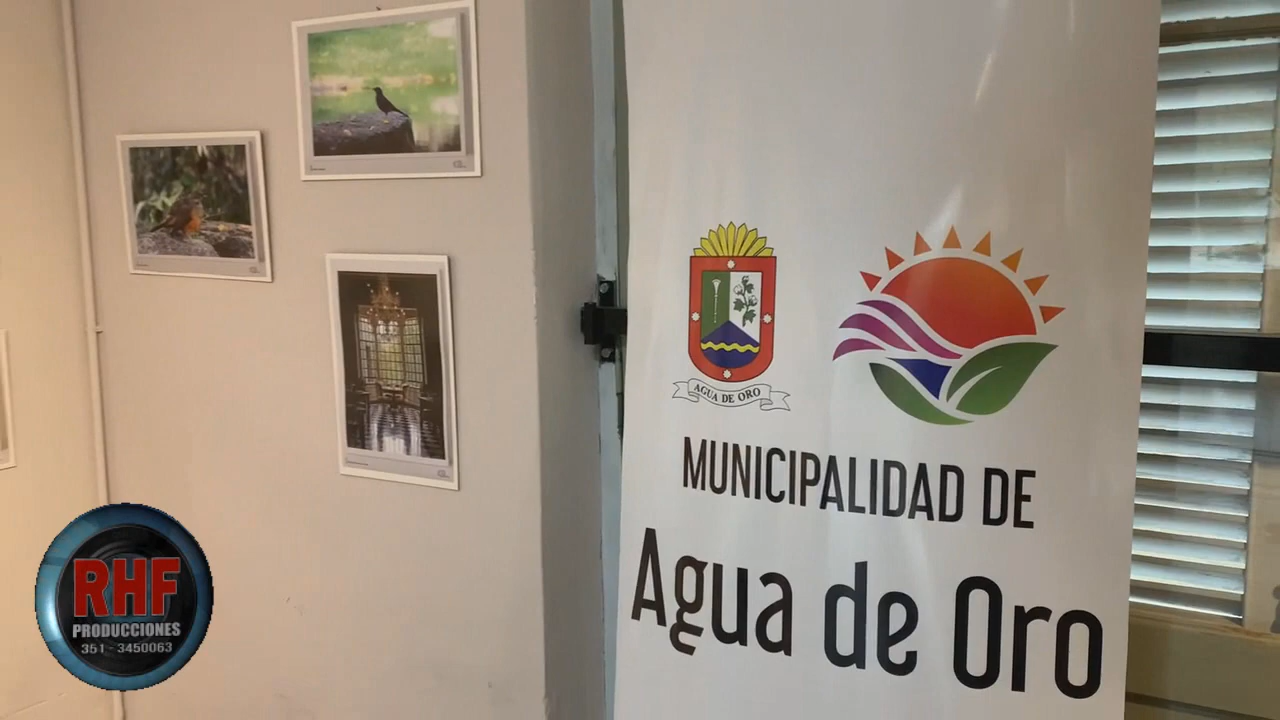 AGUA DE ORO
MUNICIPALIDAD DE
Agua de Oro
RHF
PRODUCCIONES
351 - 3450063